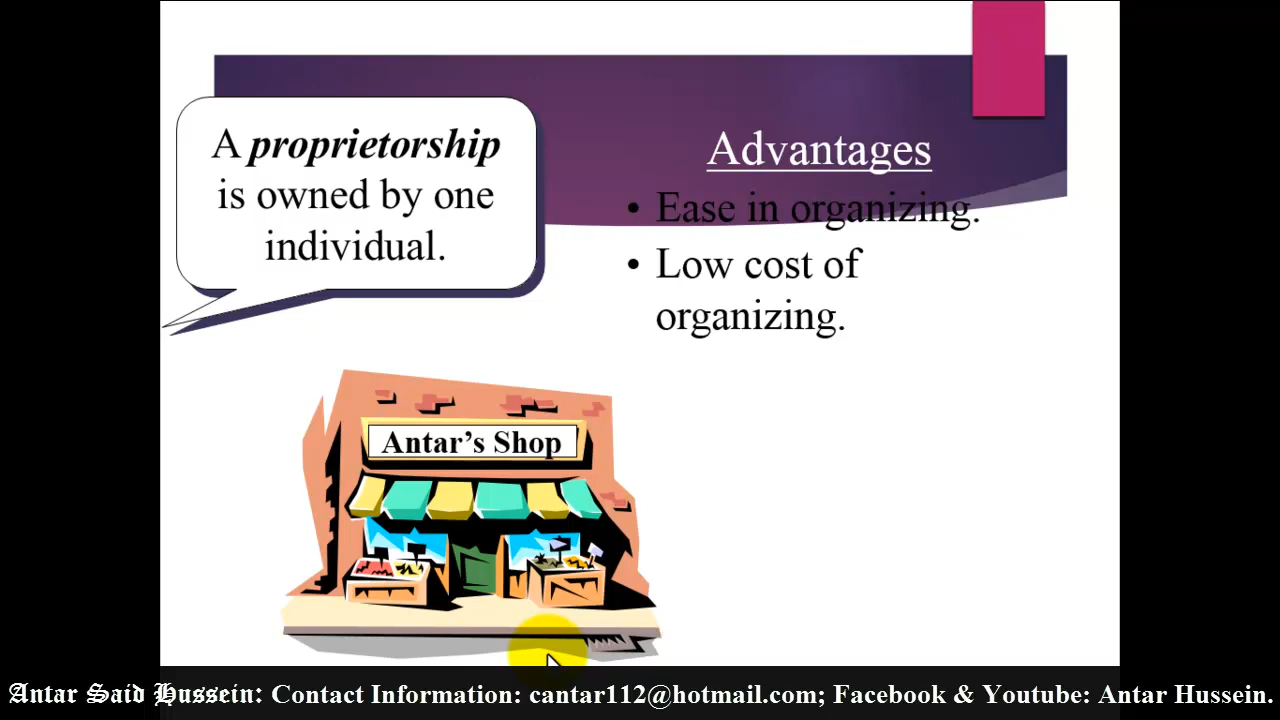 A proprietorship
is owned by one
individual.
Advantages
• Ease in organizing.
• Low cost of
organizing.
Antar’s Shop
Antar Said Hussein: Contact Information: cantar112@hotmail.com; Facebook & Youtube: Antar Hussein.